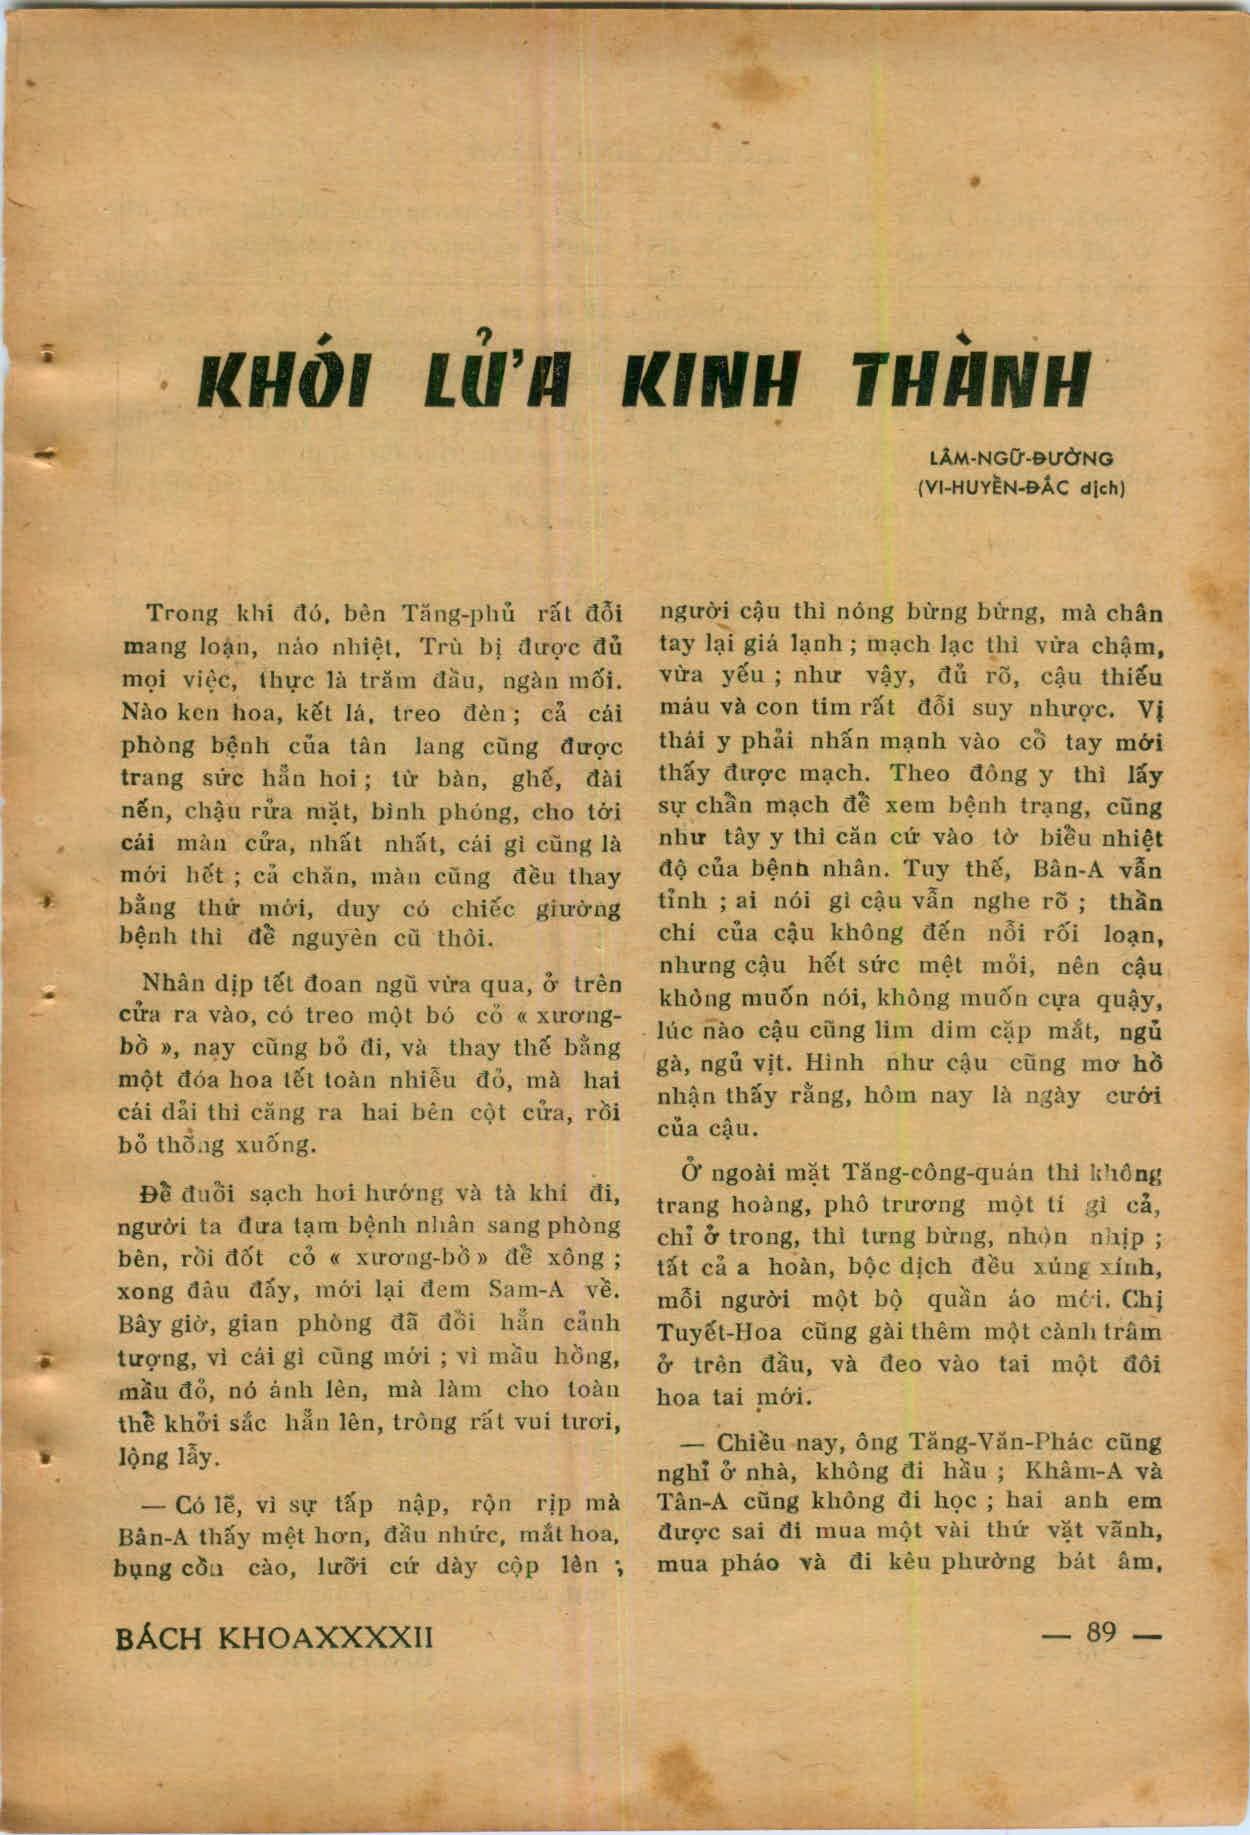 KHÓI LỬA KINH THÀNH
LÂM-NGỮ-ĐƯỜNG
(VI-HUYỀN-ĐẮC dịch)
Trong khi đó, bên Tăng-phủ rất đỗi
mang loạn, náo nhiệt, Trù bị được đủ
mọi việc, thực là trăm đầu, ngàn mối.
Nào ken hoa, kết lá, treo đèn ; cả cái
phòng bệnh của tân lang cũng được
trang sức hẳn hoi ; từ bàn, ghế, đài
nến, chậu rửa mặt, bình phóng, cho tới
cái màn cửa, nhất nhất, cái gì cũng là
mới hết ; cả chăn, màn cũng đều thay
bằng thứ mới, duy có chiếc giường
bệnh thì để nguyên cũ thôi.
Nhân dịp tết đoan ngũ vừa qua, ở trên
cửa ra vào, có treo một bó cỏ « xương-
bồ », nay cũng bỏ đi, và thay thế bằng
một đóa hoa tết toàn nhiễu đỏ, mà hai
cái dải thì căng ra hai bên cột cửa, rồi
bỏ thõng xuống.
Để đuổi sạch hơi hướng và tà khí đi,
người ta đưa tạm bệnh nhân sang phòng
bên, rồi đốt cỏ « xương-bồ » để xông ;
xong đâu đấy, mới lại đem Sam-A về.
Bây giờ, gian phòng đã đổi hẳn cảnh
tượng, vì cái gì cũng mới ; vì mầu hồng,
mầu đỏ, nó ánh lên, mà làm cho toàn
thể khởi sắc hẳn lên, trông rất vui tươi,
lộng lẫy.
— Có lẽ, vì sự tấp nập, rộn rịp mà
Bân-A thấy mệt hơn, đầu nhức, mắt hoa,
bụng cồn cào, lưỡi cứ dày cộp lên ;
người cậu thì nóng bừng bừng, mà chân
tay lại giá lạnh ; mạch lạc thì vừa chậm,
vừa yếu ; như vậy, đủ rõ, cậu thiếu
máu và con tim rất đỗi suy nhược. Vị
thái y phải nhấn mạnh vào cổ tay mới
thấy được mạch. Theo đông y thì lấy
sự chẩn mạch để xem bệnh trạng, cũng
như tây y thì căn cứ vào tờ biểu nhiệt
độ của bệnh nhân. Tuy thế, Bân-A vẫn
tỉnh ; ai nói gì cậu vẫn nghe rõ ; thần
chí của cậu không đến nỗi rối loạn,
nhưng cậu hết sức mệt mỏi, nên cậu
không muốn nói, không muốn cựa quậy,
lúc nào cậu cũng lim dim cặp mắt, ngủ
gà, ngủ vịt. Hình như cậu cũng mơ hồ
nhận thấy rằng, hôm nay là ngày cưới
của cậu.
Ở ngoài mặt Tăng-công-quán thì không
trang hoàng, phô trương một tí gì cả,
chỉ ở trong, thì tưng bừng, nhộn nhịp ;
tất cả a hoàn, bộc dịch đều xúng xính,
mỗi người một bộ quần áo mới. Chị
Tuyết-Hoa cũng gài thêm một cành trâm
ở trên đầu, và đeo vào tai một đôi
hoa tai mới.
— Chiều nay, ông Tăng-Văn-Phác cũng
nghỉ ở nhà, không đi hầu ; Khâm-A và
Tân-A cũng không đi học ; hai anh em
được sai đi mua một vài thứ vặt vãnh,
mua pháo và đi kêu phường bát âm,
BÁCH KHOAXXXXII
— 89 —